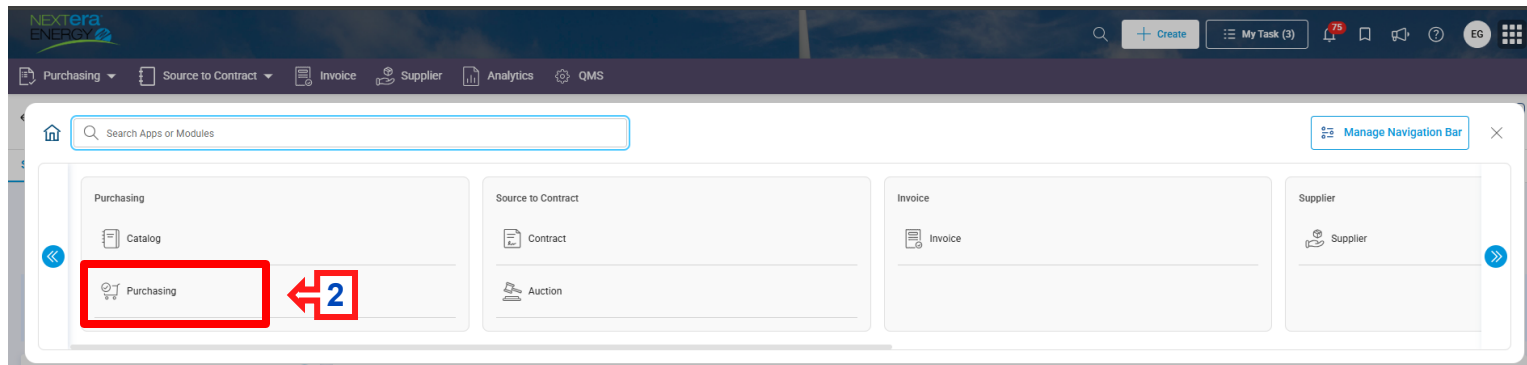 NEXTera
ENERGY
Create
My Task (3)
75
EG
Purchasing
Source to Contract
Invoice
Supplier
Analytics
QMS
Search Apps or Modules
Manage Navigation Bar
Purchasing
Source to Contract
Invoice
Supplier
Catalog
Contract
Invoice
Supplier
Purchasing
2
Auction